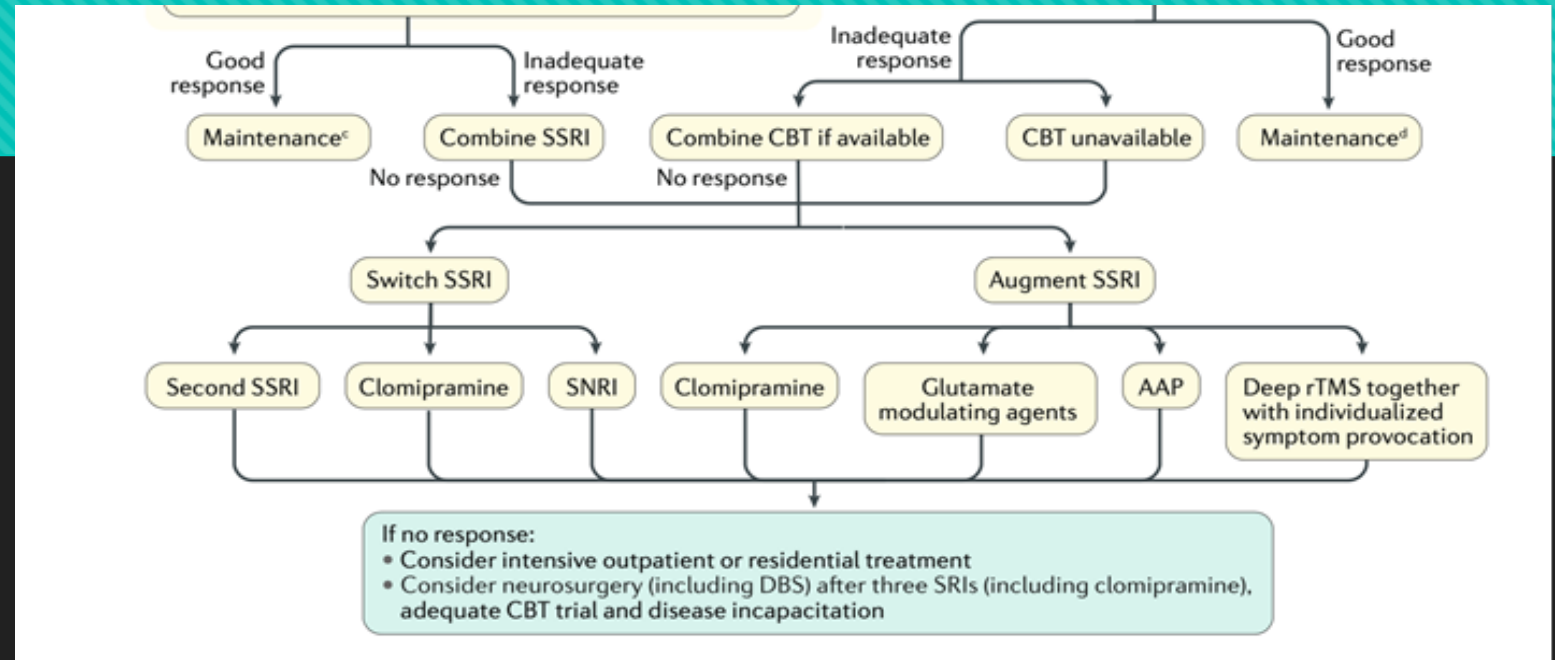 Good
response
Inadequate
response
Inadequate
response
Good
response
Maintenanceᶜ
Combine SSRI
Combine CBT if available
CBT unavailable
Maintenanceᵈ
No response
No response
Switch SSRI
Augment SSRI
Second SSRI
Clomipramine
SNRI
Clomipramine
Glutamate
modulating agents
AAP
Deep rTMS together
with individualized
symptom provocation
If no response:
• Consider intensive outpatient or residential treatment
• Consider neurosurgery (including DBS) after three SRIs (including clomipramine),
adequate CBT trial and disease incapacitation